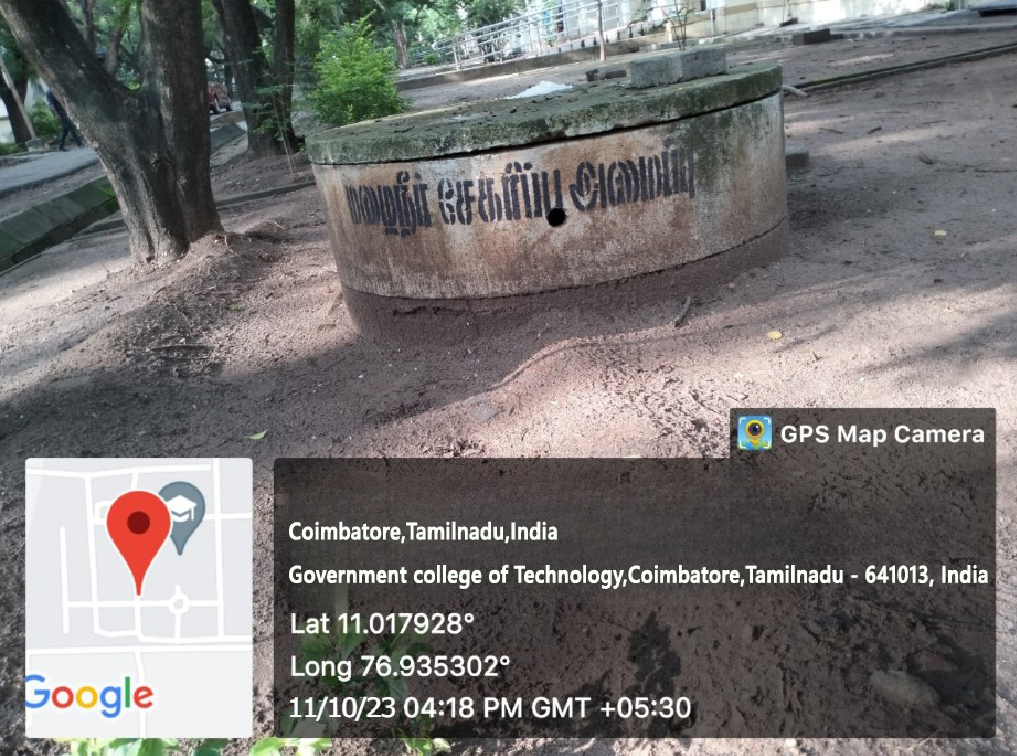 மழைநீர் சேகரிப்பு அமைப்பு
GPS Map Camera
Coimbatore,Tamilnadu,India
Government college of Technology,Coimbatore,Tamilnadu - 641013, India
Lat 11.017928°
Long 76.935302°
11/10/23 04:18 PM GMT +05:30
Google